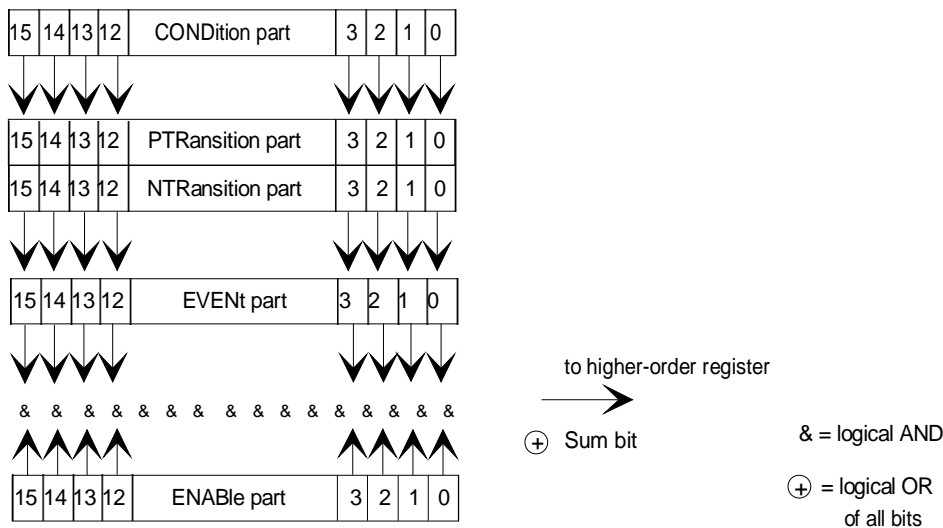 15 14 13 12 CONDition part 3 2 1 0
15 14 13 12 PTRansition part 3 2 1 0
15 14 13 12 NTRansition part 3 2 1 0
15 14 13 12 EVENt part 3 2 1 0
to higher-order register
& & & & & & & & & & & & & & & &
+ Sum bit
& = logical AND
15 14 13 12 ENABle part 3 2 1 0
+ = logical OR
of all bits